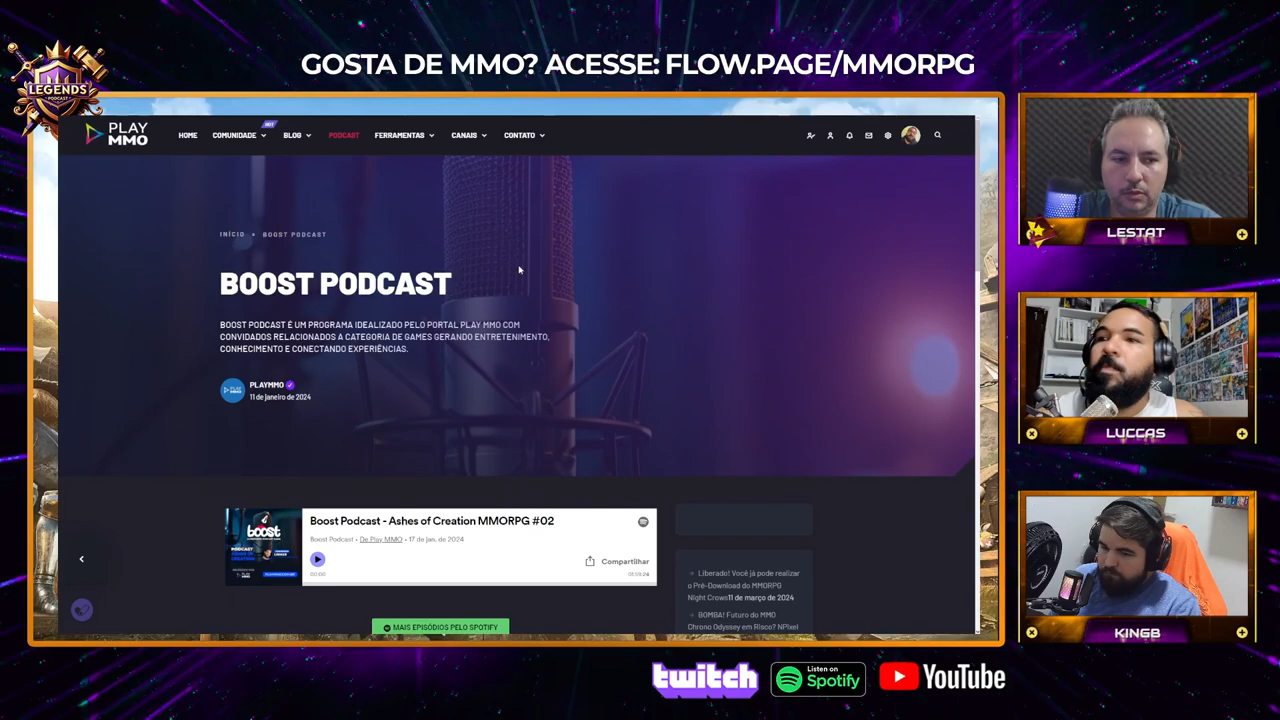 GOSTA DE MMO? ACESSE: FLOW.PAGE/MMORPG
LEGENDS
PODCAST
PLAY
MMO
HOME
COMUNIDADE
HOT
BLOG
PODCAST
FERRAMENTAS
CANAIS
CONTATO
INÍCIO • BOOST PODCAST
BOOST PODCAST
BOOST PODCAST É UM PROGRAMA IDEALIZADO PELO PORTAL PLAY MMO COM
CONVIDADOS RELACIONADOS A CATEGORIA DE GAMES GERANDO ENTRETENIMENTO,
CONHECIMENTO E CONECTANDO EXPERIÊNCIAS.
PLAYMMO
11 de janeiro de 2024
boost
Boost Podcast - Ashes of Creation MMORPG #02
Boost Podcast • De Play MMO • 17 de jan. de 2024
Compartilhar
00:00
MAIS EPISÓDIOS PELO SPOTIFY
Liberado! Você já pode realizar
o Pré-Download do MMORPG
Night Crows11 de março de 2024
BOMBA! Futuro do MMO
Chrono Odyssey em Risco? NPixel
LESTAT
LUCCAS
KINGB
twitch
Listen on
Spotify
YouTube